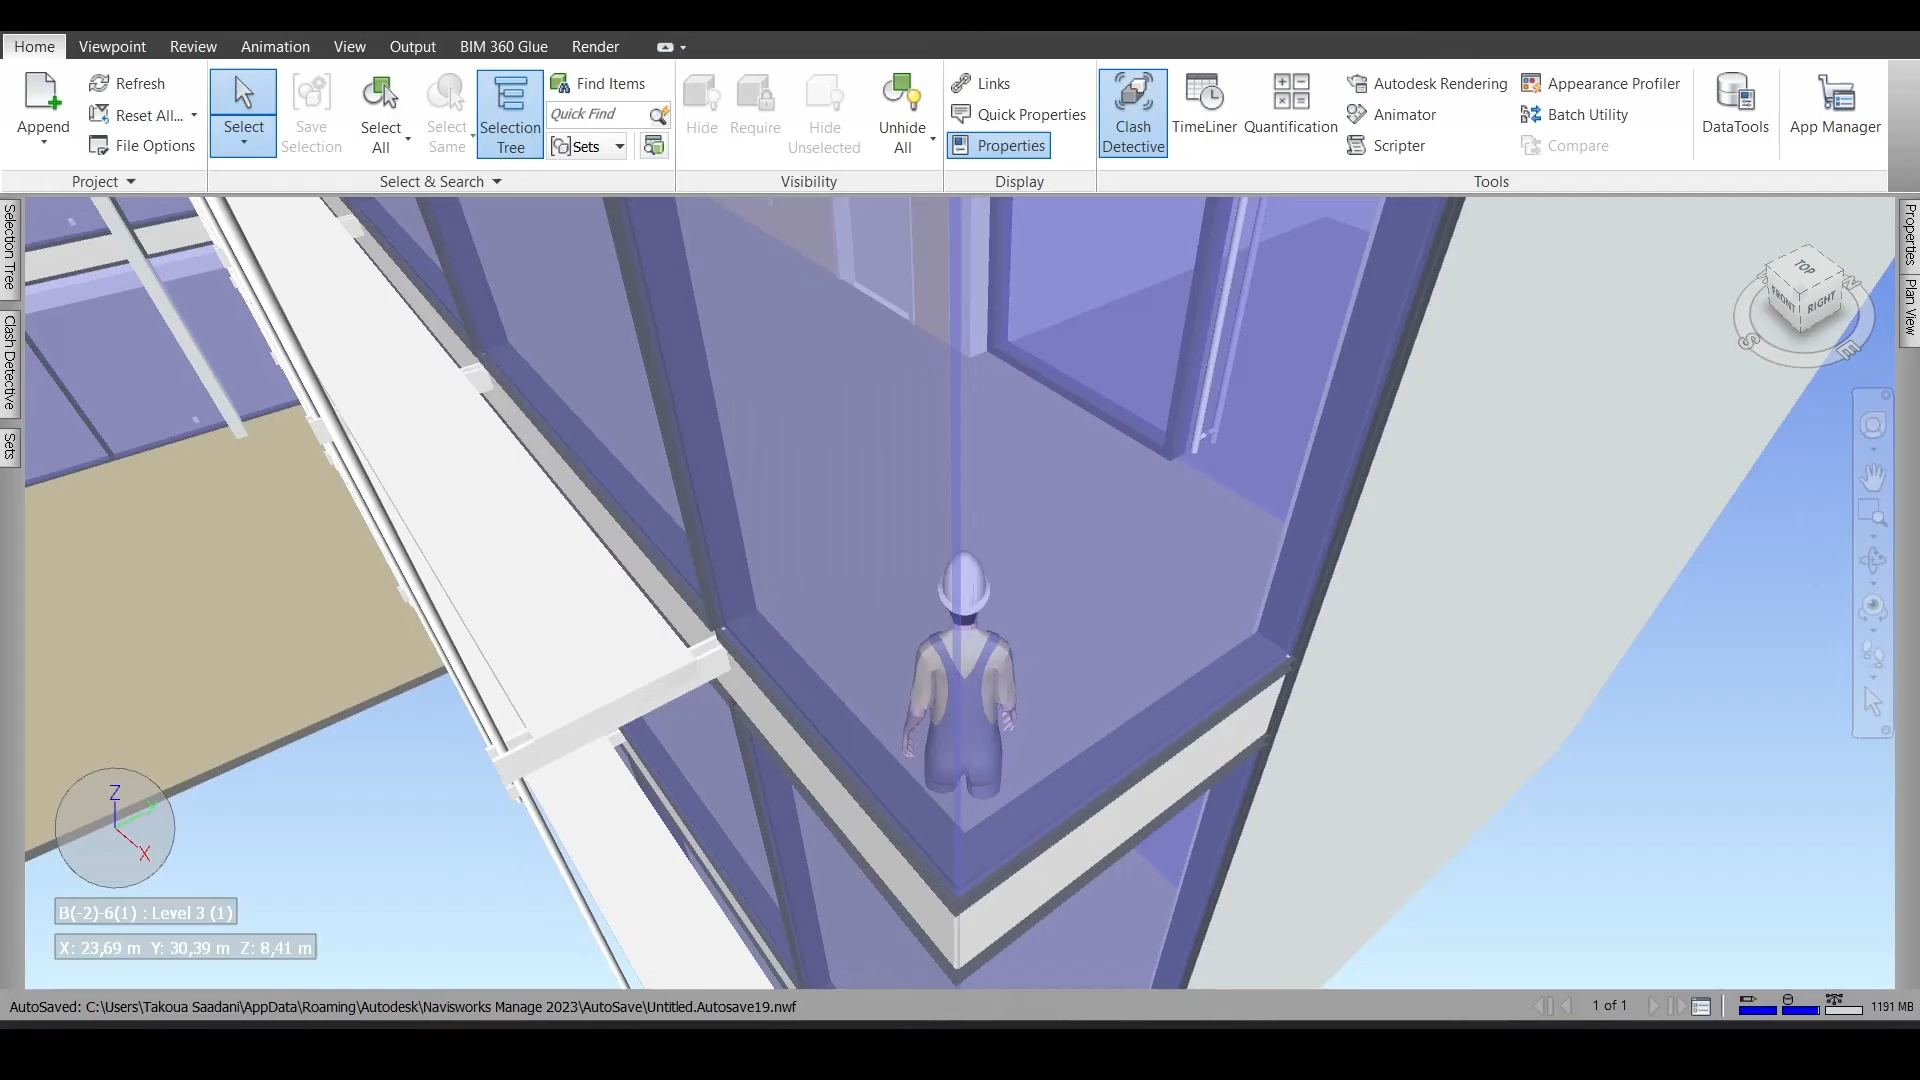 Home Viewpoint Review Animation View Output BIM 360 Glue Render
Append
Refresh
Reset All...
File Options
Project
Select
Save Selection
Select All
Select Same
Selection Tree
Find Items
Quick Find
Sets
Select & Search
Hide
Require
Hide Unselected
Unhide All
Visibility
Links
Quick Properties
Properties
Display
Clash Detective
TimeLiner
Quantification
Autodesk Rendering
Animator
Scripter
Appearance Profiler
Batch Utility
Compare
DataTools
App Manager
Tools
Selection Tree
Clash Detective
Sets
Properties
Plan View
TOP
FRONT
RIGHT
S
E
N
Z
Y
X
B(-2)-6(1) : Level 3 (1)
X: 23,69 m Y: 30,39 m Z: 8,41 m
AutoSaved: C:\Users\Takoua Saadani\AppData\Roaming\Autodesk\Navisworks Manage 2023\AutoSave\Untitled.Autosave19.nwf
1 of 1
1191 MB